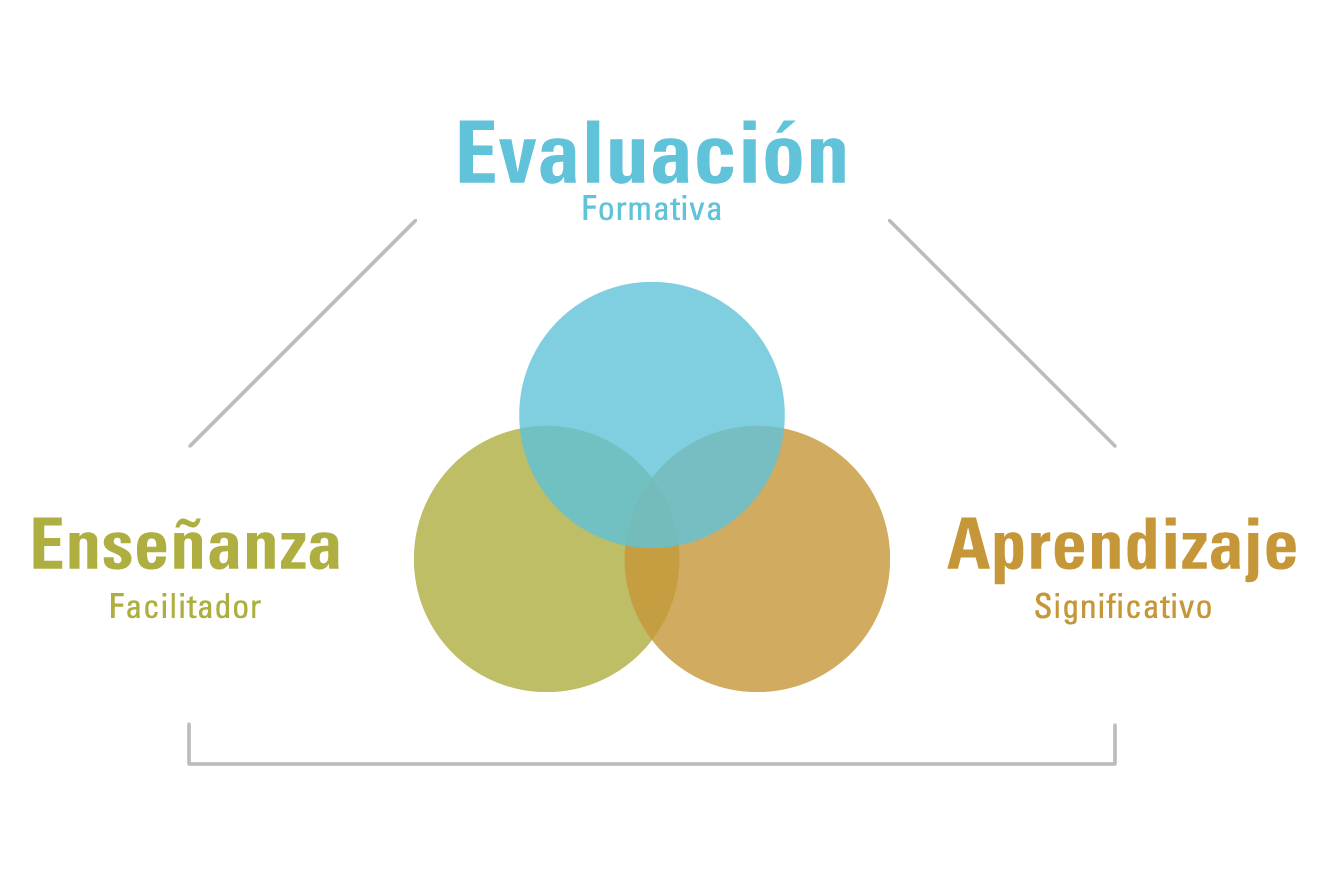 Evaluación
Formativa
Enseñanza
Facilitador
Aprendizaje
Significativo